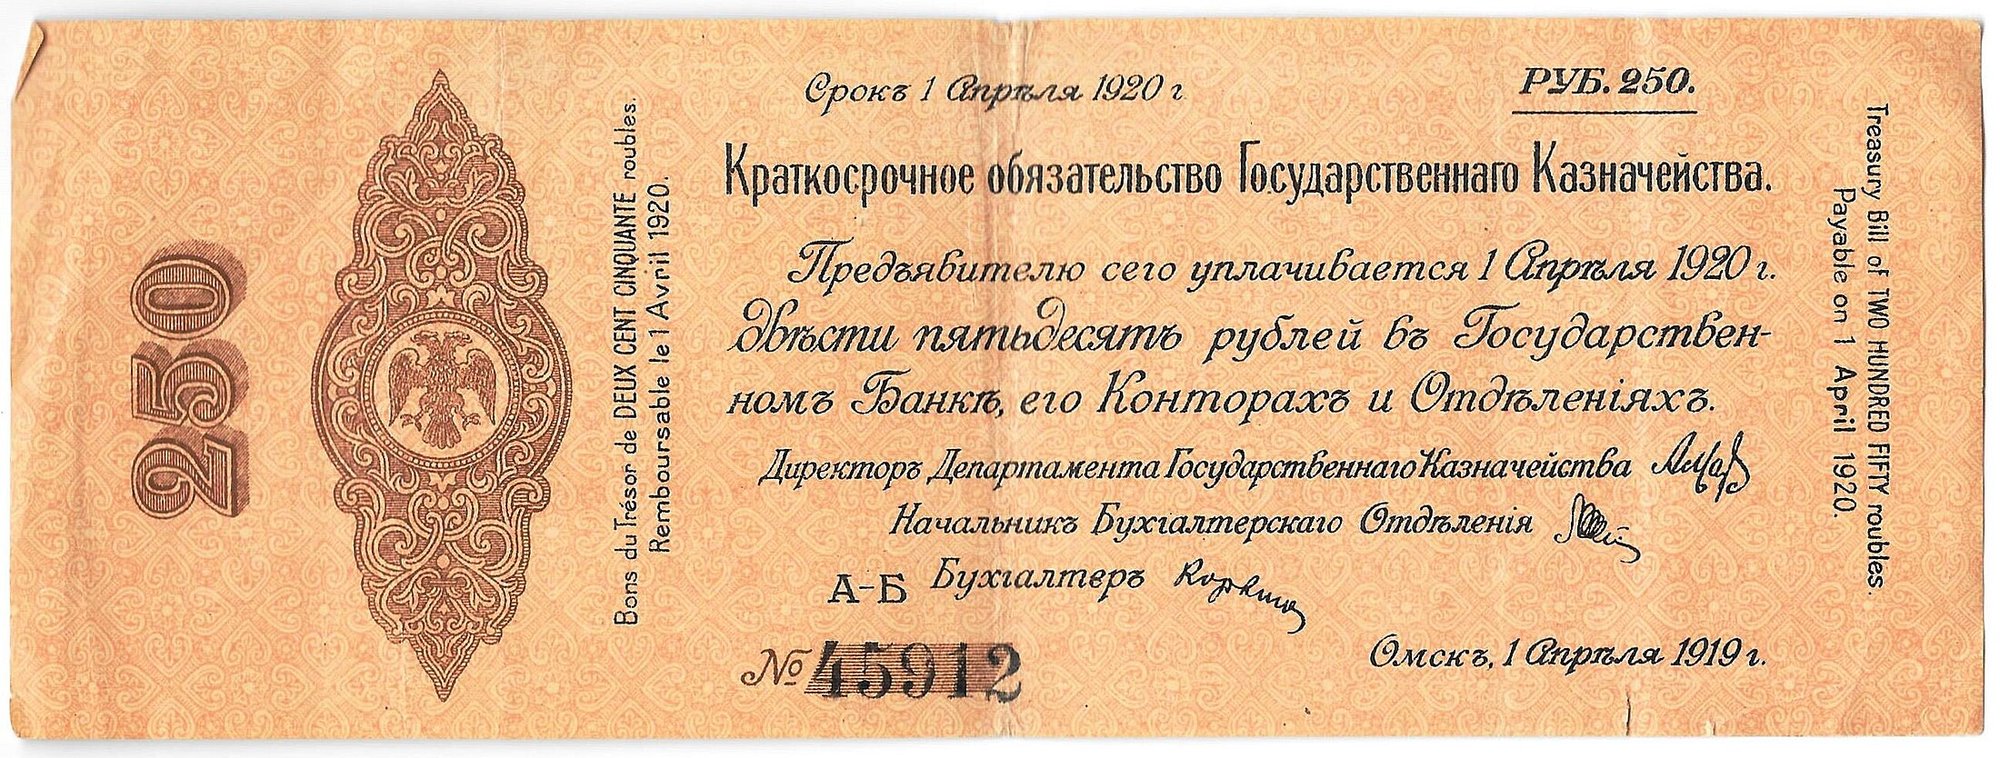 250
Bons du Trésor de DEUX CENT CINQUANTE roubles.
Remboursable le 1 Avril 1920.
Срокъ 1 Апрѣля 1920 г
РУБ. 250.
Краткосрочное обязательство Государственнаго Казначейства.
Предъявителю сего уплачивается 1 Апрѣля 1920 г.
двѣсти пятьдесятъ рублей въ Государствен-
номъ Банкѣ, его Конторахъ и Отдѣленіяхъ.
Директоръ Департамента Государственнаго Казначейства
Начальникъ Бухгалтерскаго Отдѣленія
А-Б Бухгалтеръ
№ 45912
Омскъ, 1 Апрѣля 1919 г.
Treasury Bill of TWO HUNDRED FIFTY roubles.
Payable on 1 April 1920.